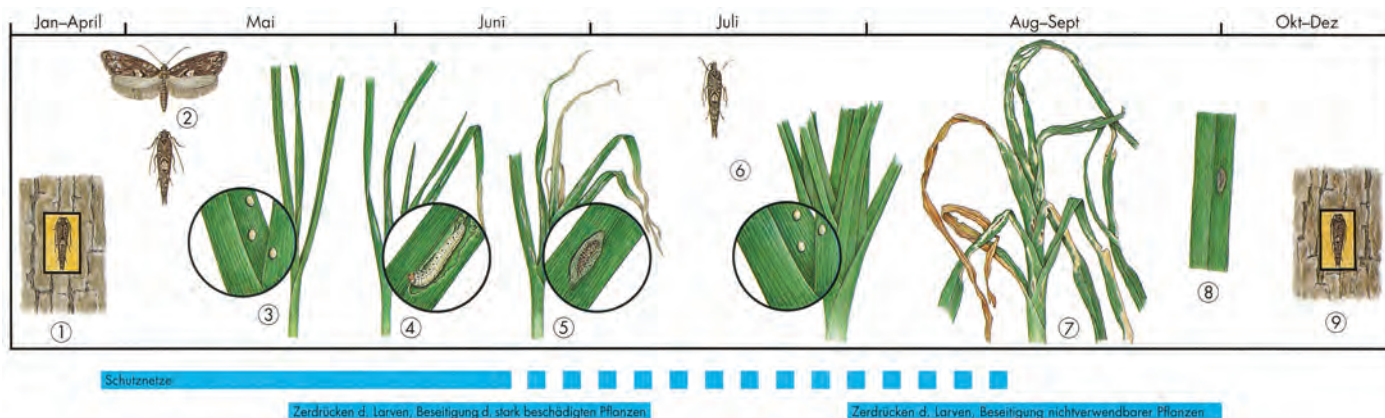 Jan–April Mai Juni Juli Aug–Sept Okt–Dez
① ② ③ ④ ⑤ ⑥ ⑦ ⑧ ⑨
Schutznetze
Zerdrücken d. Larven, Beseitigung d. stark beschädigten Pflanzen Zerdrücken d. Larven, Beseitigung nichtverwendbarer Pflanzen